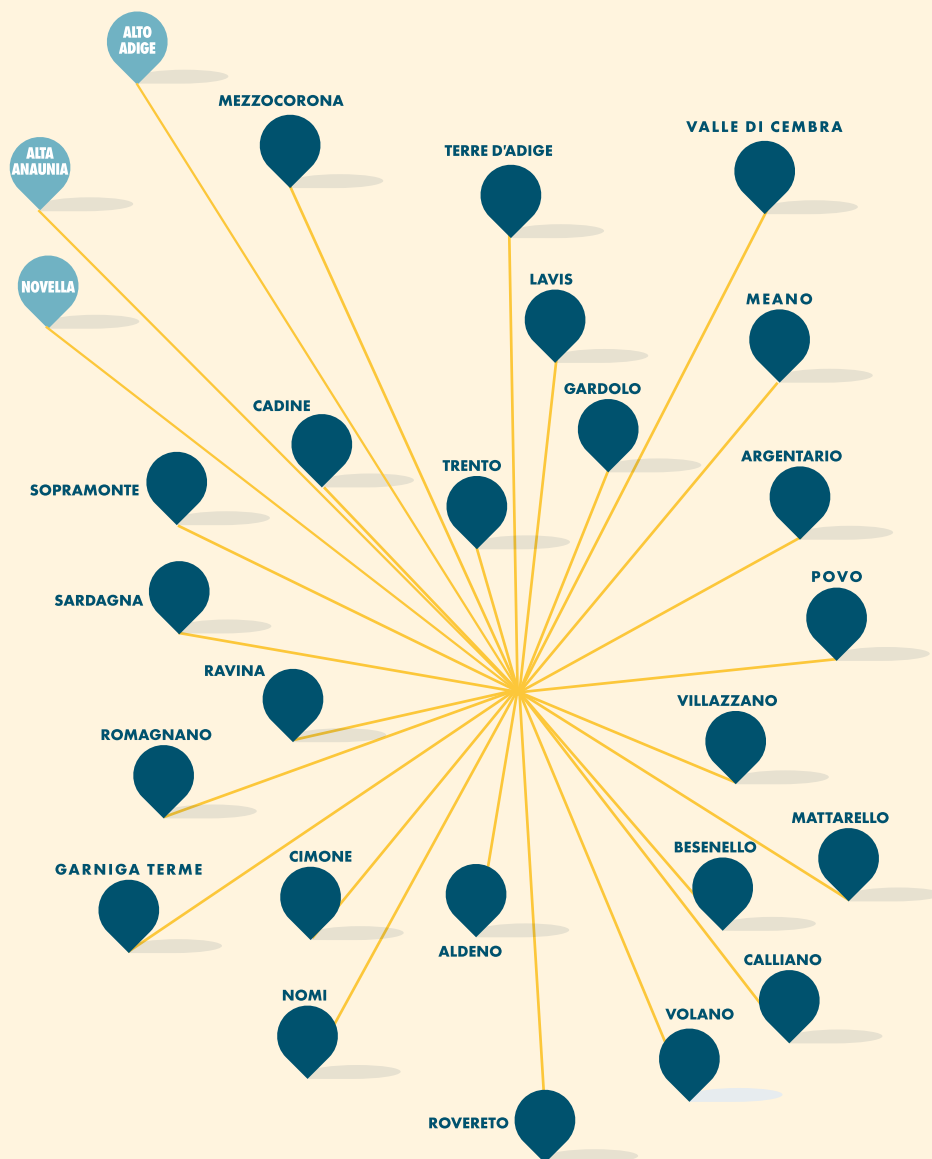 ALTO
ADIGE
MEZZOCORONA
VALLE DI CEMBRA
TERRE D'ADIGE
ALTA
ANAUNIA
LAVIS
NOVELLA
MEANO
GARDOLO
CADINE
ARGENTARIO
TRENTO
SOPRAMONTE
POVO
SARDAGNA
RAVINA
VILLAZZANO
ROMAGNANO
MATTARELLO
BESENELLO
CIMONE
GARNIGA TERME
ALDENO
CALLIANO
NOMI
VOLANO
ROVERETO